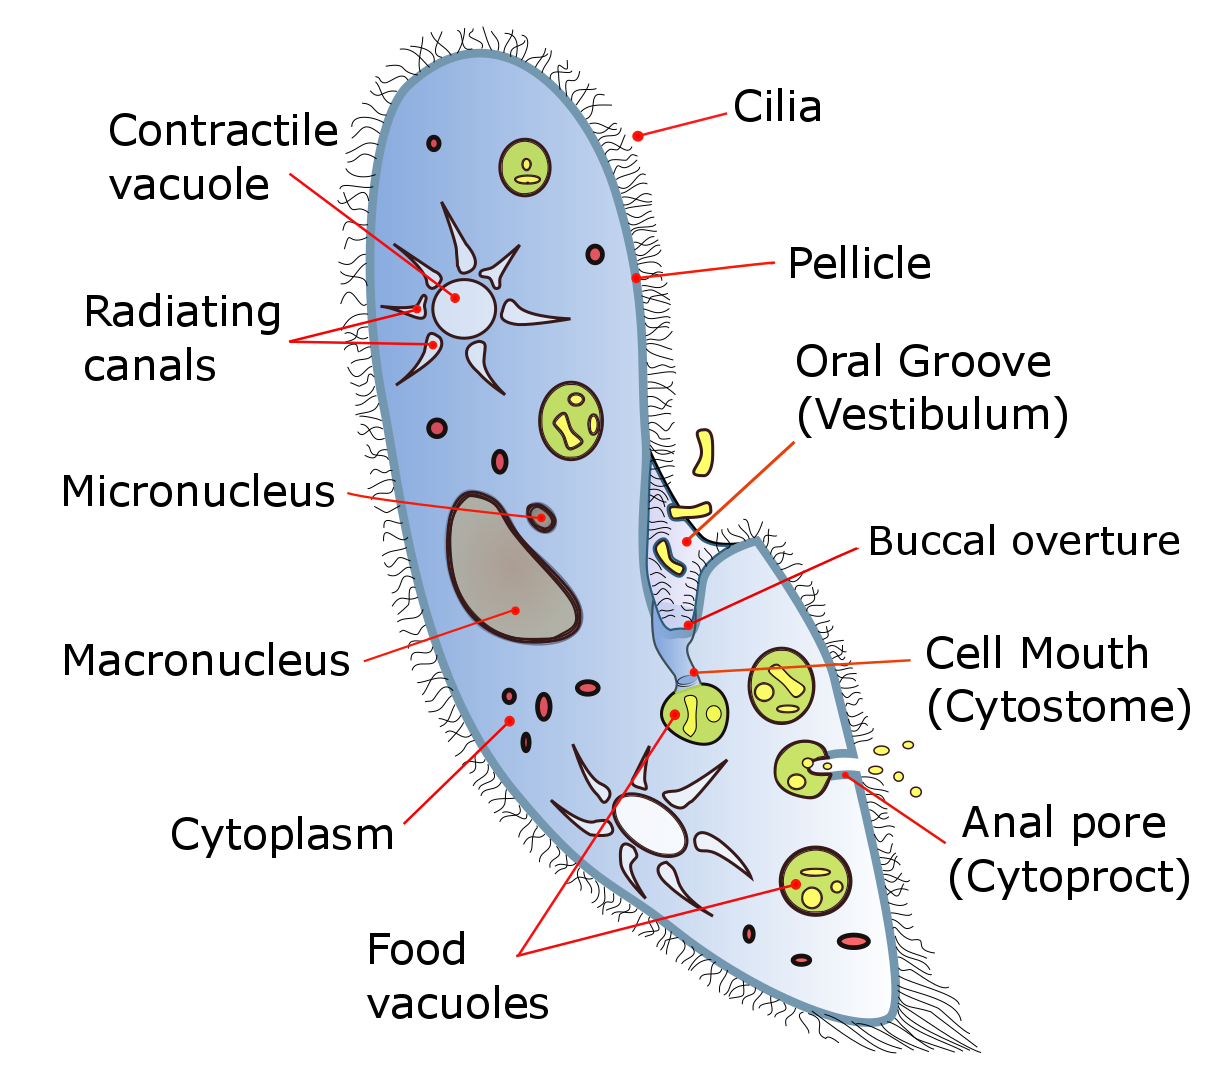 Cilia
Contractile
vacuole
Pellicle
Radiating
canals
Oral Groove
(Vestibulum)
Micronucleus
Buccal overture
Macronucleus
Cell Mouth
(Cytostome)
Cytoplasm
Anal pore
(Cytoproct)
Food
vacuoles